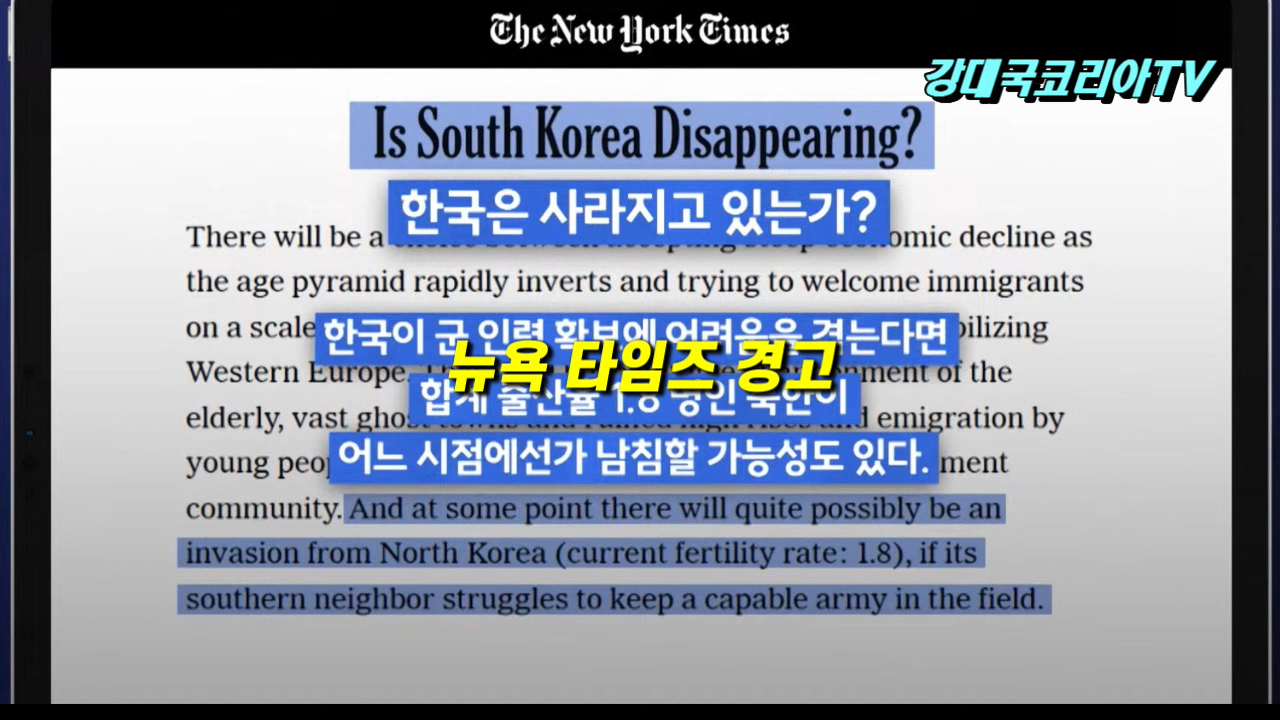 The New York Times
강대국코리아TV
Is South Korea Disappearing?
한국은 사라지고 있는가?
There will be a economic decline as
the age pyramid rapidly inverts and trying to welcome immigrants
on a scale
한국이 군 인력 확보에 어려움을 겪는다면
뉴욕 타임즈 경고
Western Europe. of the
합계 출산율 1.8 명인 북한이
elderly, vast emigration by
어느 시점에선가 남침할 가능성도 있다.
young
community. And at some point there will quite possibly be an
invasion from North Korea (current fertility rate: 1.8), if its
southern neighbor struggles to keep a capable army in the field.